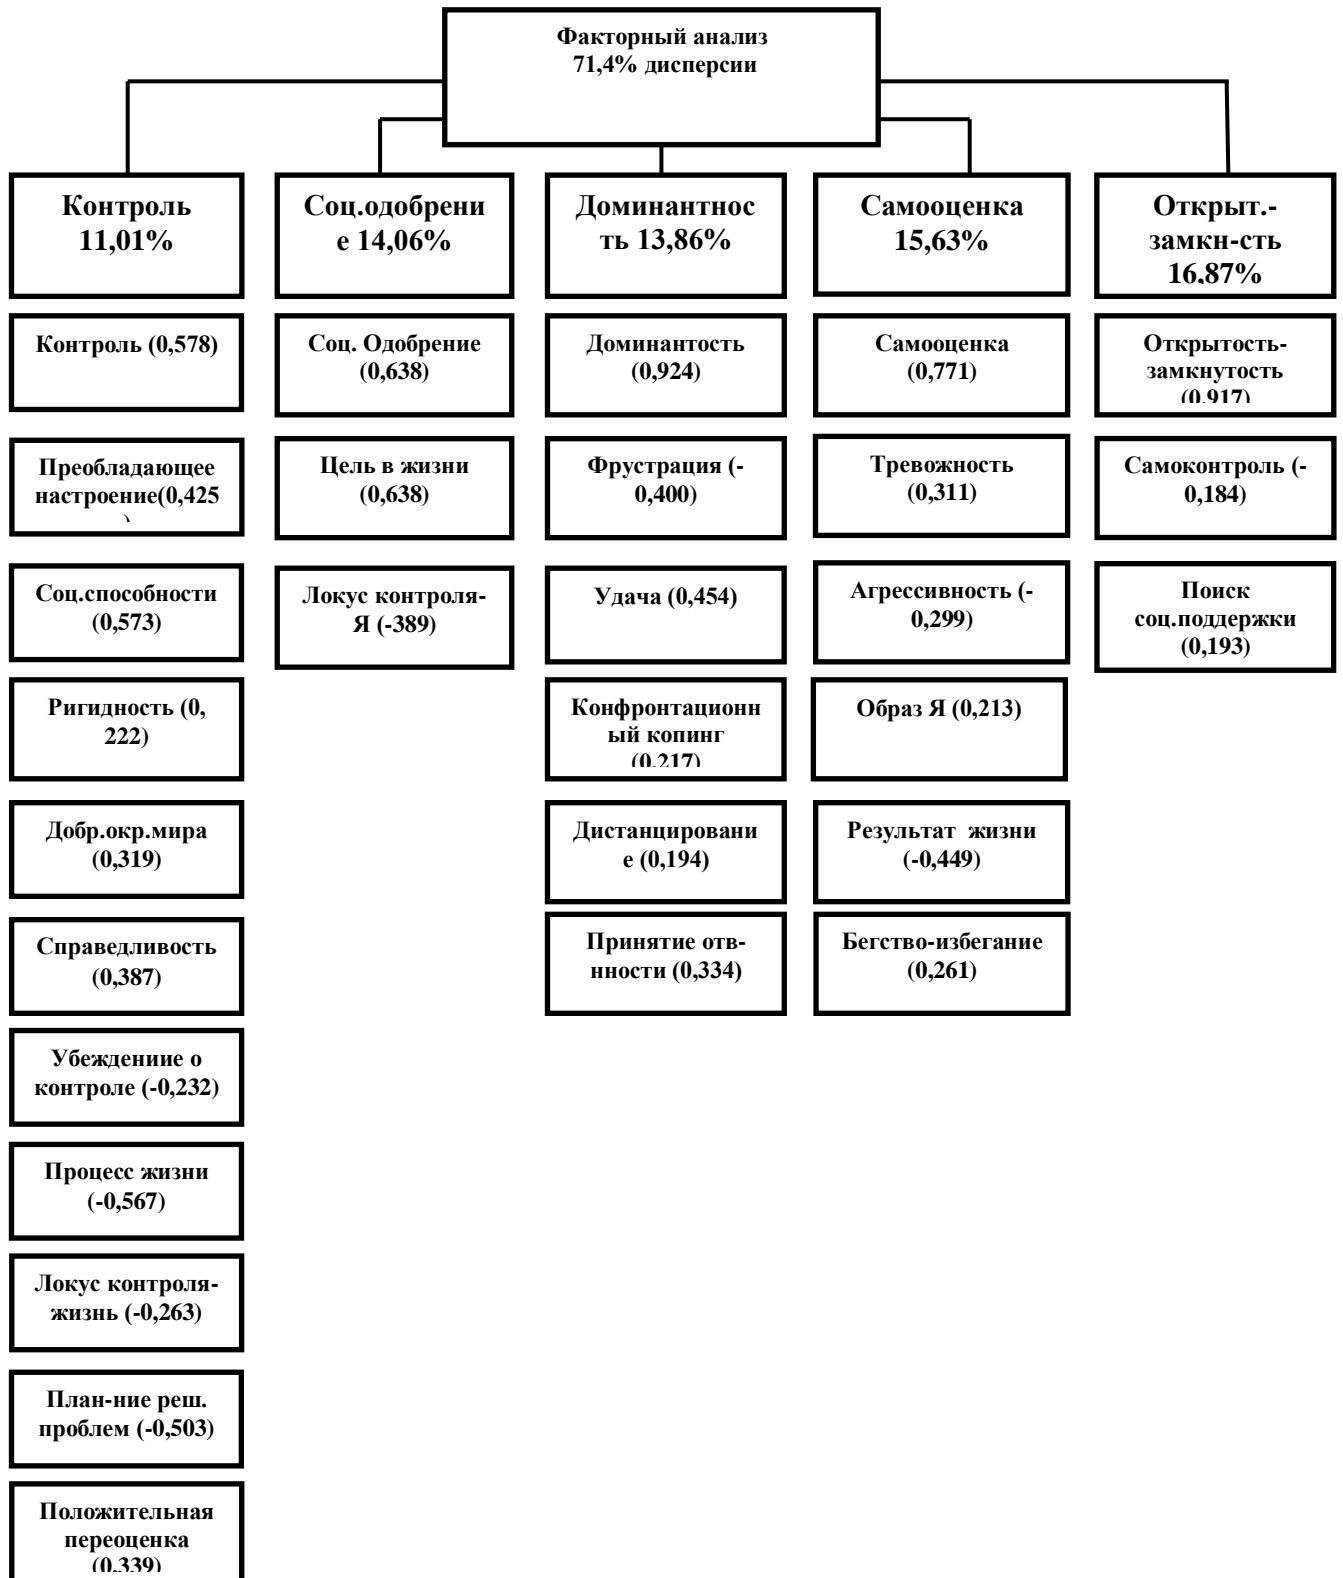 Факторный анализ
71,4% дисперсии
Контроль
11,01%
Соц.одобрени
е 14,06%
Доминантнос
ть 13,86%
Самооценка
15,63%
Открыт.-
замкн-сть
16,87%
Контроль (0,578)
Соц. Одобрение
(0,638)
Доминантость
(0,924)
Самооценка
(0,771)
Открытость-
замкнутость
(0,917)
Преобладающее
настроение(0,425
)
Цель в жизни
(0,638)
Фрустрация (-
0,400)
Тревожность
(0,311)
Самоконтроль (-
0,184)
Соц.способности
(0,573)
Локус контроля-
Я (-389)
Удача (0,454)
Агрессивность (-
0,299)
Поиск
соц.поддержки
(0,193)
Ригидность (0,
222)
Конфронтационн
ый копинг
(0,217)
Образ Я (0,213)
Добр.окр.мира
(0,319)
Дистанцировани
е (0,194)
Результат жизни
(-0,449)
Справедливость
(0,387)
Принятие отв-
нности (0,334)
Бегство-избегание
(0,261)
Убеждениие о
контроле (-0,232)
Процесс жизни
(-0,567)
Локус контроля-
жизнь (-0,263)
План-ние реш.
проблем (-0,503)
Положительная
переоценка
(0,339)